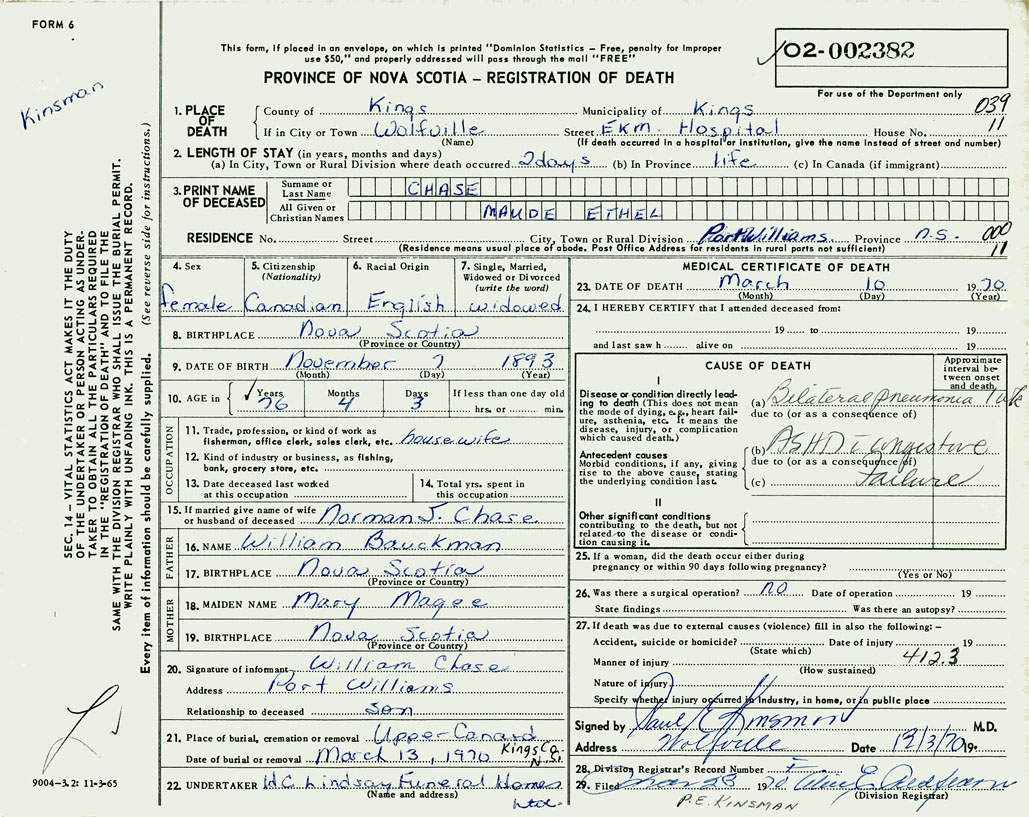 FORM 6
Kinsman
This form, if placed in an envelope, on which is printed "Dominion Statistics – Free, penalty for improper
use $50," and properly addressed will pass through the mail "FREE"
02-002382
For use of the Department only
PROVINCE OF NOVA SCOTIA – REGISTRATION OF DEATH
039
11
1. PLACE OF DEATH
County of Kings Municipality of Kings
If in City or Town Wolfville Street EKM. Hospital House No.
(Name) (If death occurred in a hospital or institution, give the name instead of street and number)
2. LENGTH OF STAY (in years, months and days)
(a) In City, Town or Rural Division where death occurred 2 days (b) In Province life (c) In Canada (if immigrant)
3. PRINT NAME OF DECEASED
Surname or Last Name CHASE
All Given or Christian Names MAUDE ETHEL
RESIDENCE No. Street City, Town or Rural Division Port Williams Province N.S.
000
11
(Residence means usual place of abode. Post Office Address for residents in rural parts not sufficient)
4. Sex
female
5. Citizenship (Nationality)
Canadian
6. Racial Origin
English
7. Single, Married, Widowed or Divorced (write the word)
widowed
8. BIRTHPLACE Nova Scotia
(Province or Country)
9. DATE OF BIRTH November 7 1893
(Month) (Day) (Year)
10. AGE in Years Months Days If less than one day old
76 4 3 hrs. or min.
OCCUPATION
11. Trade, profession, or kind of work as
fisherman, office clerk, sales clerk, etc. housewife
12. Kind of industry or business, as fishing,
bank, grocery store, etc.
13. Date deceased last worked
at this occupation
14. Total yrs. spent in
this occupation
15. If married give name of wife
or husband of deceased Norman J. Chase
FATHER
16. NAME William Bauckman
17. BIRTHPLACE Nova Scotia
(Province or Country)
MOTHER
18. MAIDEN NAME Mary Magee
19. BIRTHPLACE Nova Scotia
(Province or Country)
20. Signature of informant William Chase
Address Port Williams
Relationship to deceased son
21. Place of burial, cremation or removal Upper Canard
Kings Co. N.S.
Date of burial or removal March 13, 1970
22. UNDERTAKER W.C. Lindsay Funeral Homes
(Name and address) Ltd.
MEDICAL CERTIFICATE OF DEATH
23. DATE OF DEATH March 10 1970
(Month) (Day) (Year)
24. I HEREBY CERTIFY that I attended deceased from:
19 to 19
and last saw h alive on 19
CAUSE OF DEATH
Approximate interval between onset and death
I
Disease or condition directly leading to death (This does not mean the mode of dying, e.g., heart failure, asthenia, etc. It means the disease, injury, or complication which caused death.)
(a) Bilateral pneumonia
due to (or as a consequence of)
Antecedent causes
Morbid conditions, if any, giving rise to the above cause, stating the underlying condition last.
(b) ASHD c congestive
due to (or as a consequence of)
(c) Failure
II
Other significant conditions
contributing to the death, but not related to the disease or condition causing it.
25. If a woman, did the death occur either during
pregnancy or within 90 days following pregnancy?
(Yes or No)
26. Was there a surgical operation? no Date of operation 19
State findings Was there an autopsy?
27. If death was due to external causes (violence) fill in also the following: –
Accident, suicide or homicide? Date of injury 19
(State which)
412.3
Manner of injury
(How sustained)
Nature of injury
Specify whether injury occurred in industry, in home, or in public place
Signed by Paul E Kinsman M.D.
Address Wolfville Date 12/3/70 19
28. Division Registrar's Record Number
29. Filed 19
(Division Registrar)
P.E. KINSMAN
SEC. 14 – VITAL STATISTICS ACT MAKES IT THE DUTY
OF THE UNDERTAKER OR PERSON ACTING AS UNDER-
TAKER TO OBTAIN ALL THE PARTICULARS REQUIRED
IN THE "REGISTRATION OF DEATH" AND TO FILE THE
SAME WITH THE DIVISION REGISTRAR WHO SHALL ISSUE THE BURIAL PERMIT.
WRITE PLAINLY WITH UNFADING INK. THIS IS A PERMANENT RECORD.
Every item of information should be carefully supplied. (See reverse side for instructions.)
9004–3.2: 11-3-65